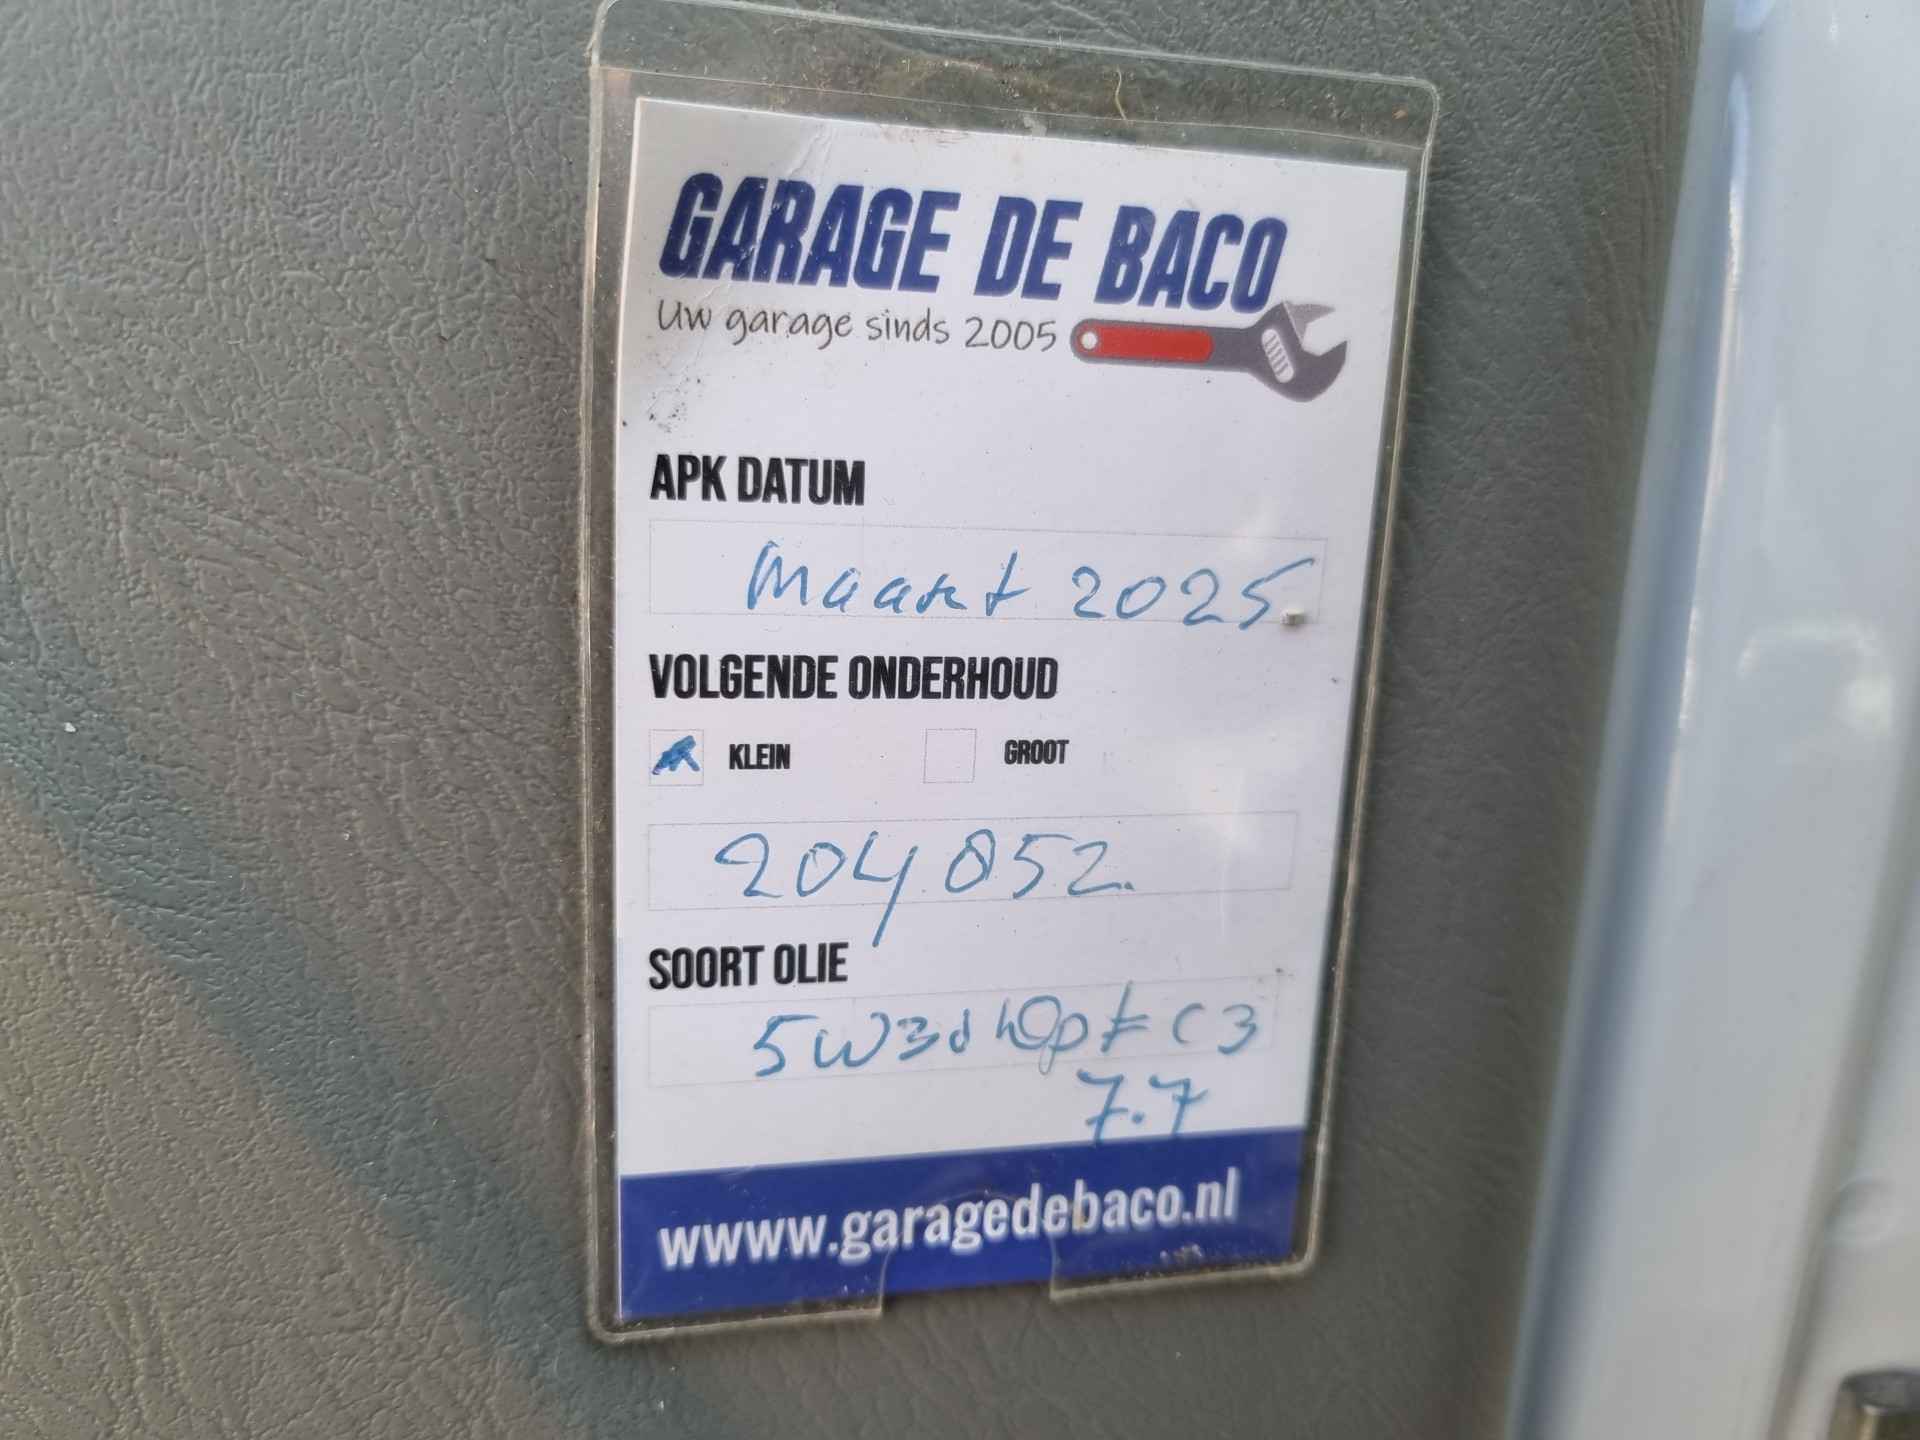 GARAGE DE BACO
Uw garage sinds 2005
APK DATUM
Maart 2025
VOLGENDE ONDERHOUD
KLEIN GROOT
204852
SOORT OLIE
5W30 C3
7.7
wwww.garagedebaco.nl